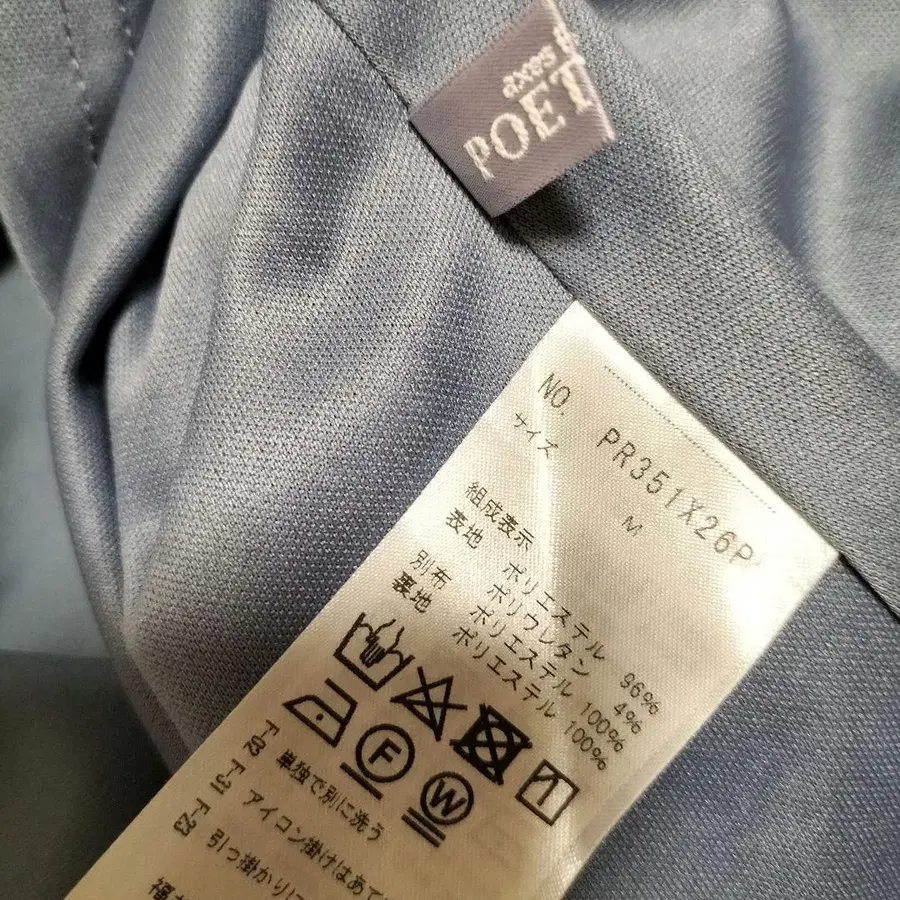 axes
POET
NO. PR351X26P
サイズ M
組成表示
表地 ポリエステル 96%
ポリウレタン 4%
別布 ポリエステル 100%
裏地 ポリエステル 100%
F
W
F-02 単独で別に洗う
F-31 アイコン掛けはあて
F-23 引っ掛かりに